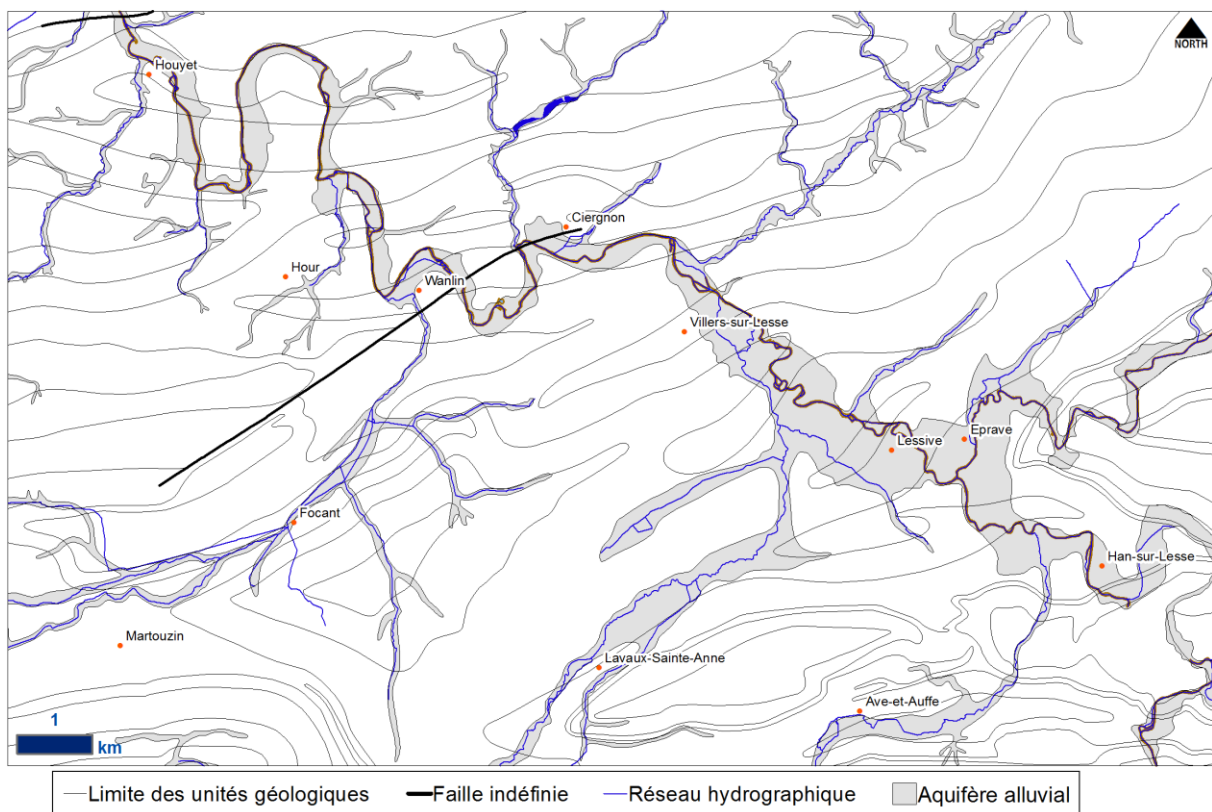 NORTH
Houyet
Ciergnon
Hour
Wanlin
Villers-sur-Lesse
Eprave
Lessive
Focant
Han-sur-Lesse
Martouzin
Lavaux-Sainte-Anne
Ave-et-Auffe
1
km
Limite des unités géologiques
Faille indéfinie
Réseau hydrographique
Aquifère alluvial